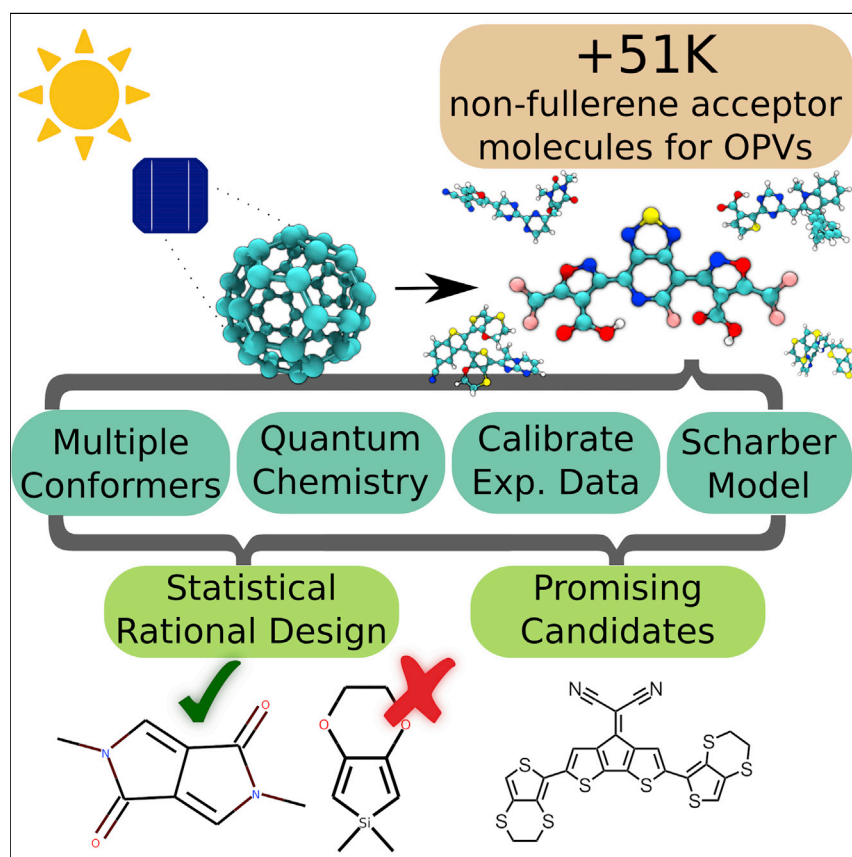 +51K
non-fullerene acceptor
molecules for OPVs
Multiple
Conformers
Quantum
Chemistry
Calibrate
Exp. Data
Scharber
Model
Statistical
Rational Design
Promising
Candidates
O
N
N
O
O
O
Si
N
N
S
S
S
S
S
S
S
S